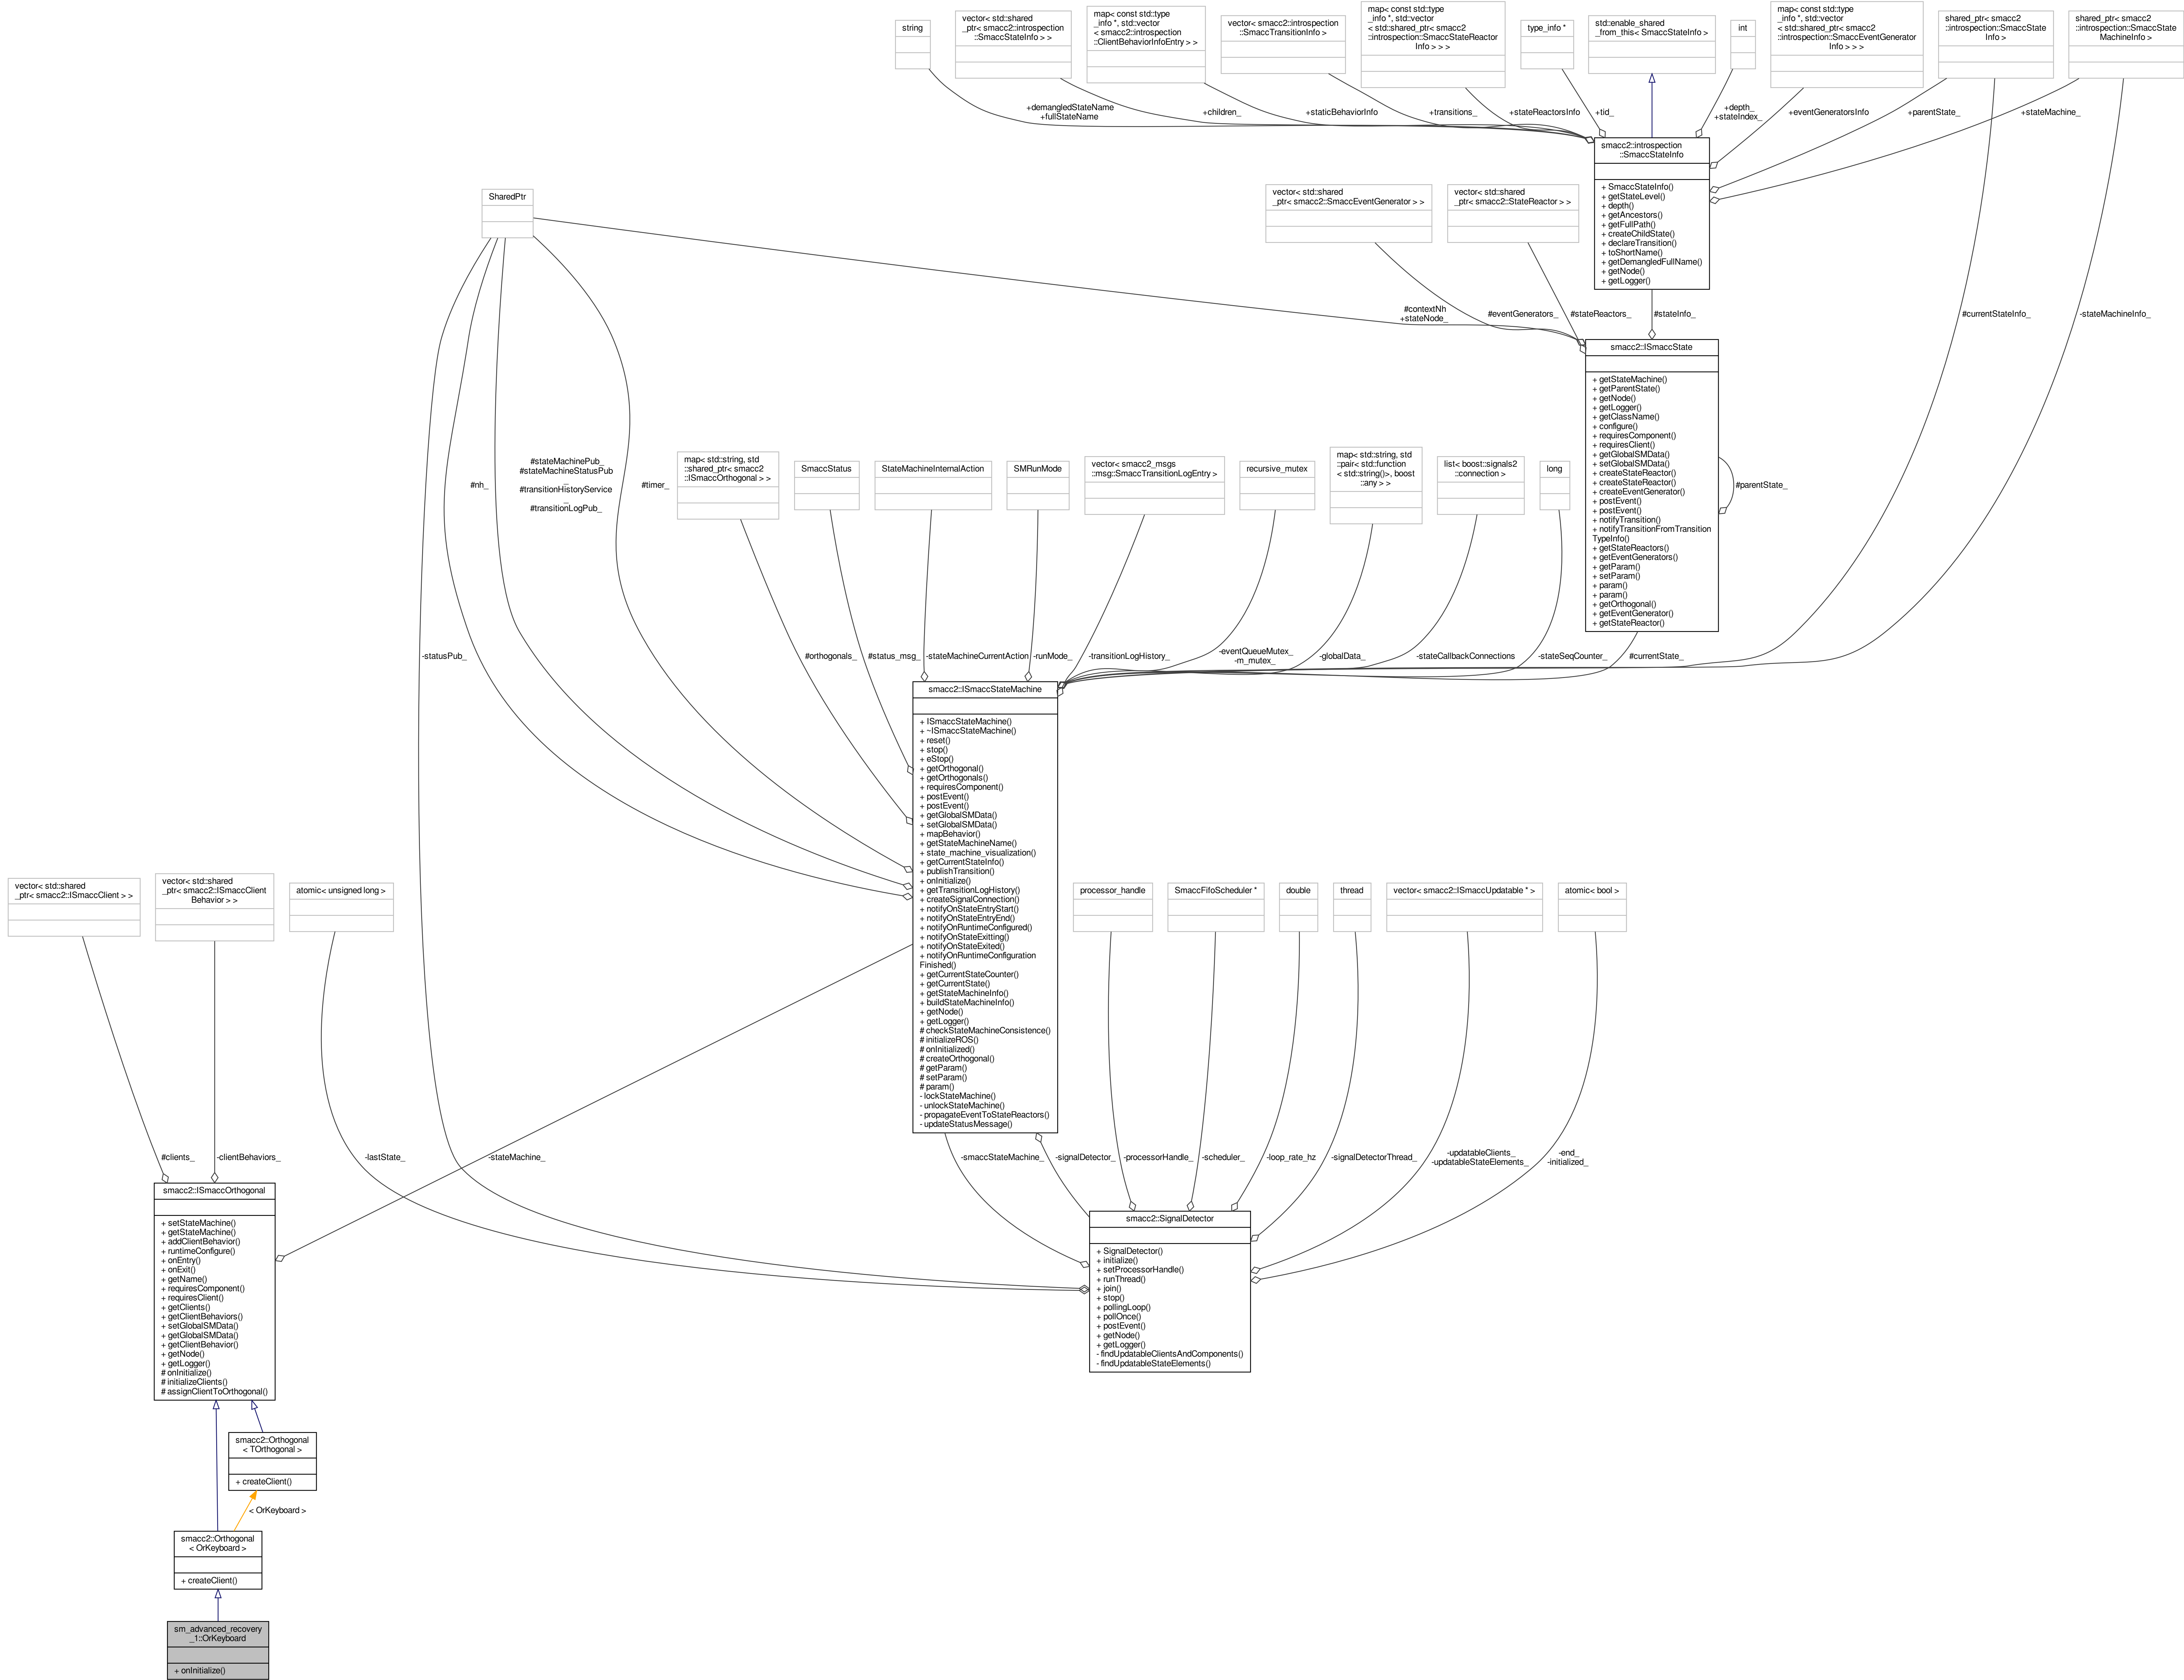 string
vector< std::shared
_ptr< smacc2::introspection
::SmaccStateInfo > >
map< const std::type
_info *, std::vector
< smacc2::introspection
::ClientBehaviorInfoEntry > >
vector< smacc2::introspection
::SmaccTransitionInfo >
map< const std::type
_info *, std::vector
< std::shared_ptr< smacc2
::introspection::SmaccStateReactor
Info > > >
type_info *
std::enable_shared
_from_this< SmaccStateInfo >
int
map< const std::type
_info *, std::vector
< std::shared_ptr< smacc2
::introspection::SmaccEventGenerator
Info > > >
shared_ptr< smacc2
::introspection::SmaccState
Info >
shared_ptr< smacc2
::introspection::SmaccState
MachineInfo >
+demangledStateName
+fullStateName
+children_
+staticBehaviorInfo
+transitions_
+stateReactorsInfo
+tid_
+depth_
+stateIndex_
+eventGeneratorsInfo
+parentState_
+stateMachine_
smacc2::introspection
::SmaccStateInfo
+ SmaccStateInfo()
+ getStateLevel()
+ depth()
+ getAncestors()
+ getFullPath()
+ createChildState()
+ declareTransition()
+ toShortName()
+ getDemangledFullName()
+ getNode()
+ getLogger()
SharedPtr
vector< std::shared
_ptr< smacc2::SmaccEventGenerator > >
vector< std::shared
_ptr< smacc2::StateReactor > >
#contextNh
+stateNode_
#eventGenerators_
#stateReactors_
#stateInfo_
#currentStateInfo_
-stateMachineInfo_
smacc2::ISmaccState
+ getStateMachine()
+ getParentState()
+ getNode()
+ getLogger()
+ getClassName()
+ configure()
+ requiresComponent()
+ requiresClient()
+ getGlobalSMData()
+ setGlobalSMData()
+ createStateReactor()
+ createStateReactor()
+ createEventGenerator()
+ postEvent()
+ postEvent()
+ notifyTransition()
+ notifyTransitionFromTransition
TypeInfo()
+ getStateReactors()
+ getEventGenerators()
+ getParam()
+ setParam()
+ param()
+ param()
+ getOrthogonal()
+ getEventGenerator()
+ getStateReactor()
#parentState_
#nh_
#stateMachinePub_
#stateMachineStatusPub
_
#transitionHistoryService
_
#transitionLogPub_
#timer_
map< std::string, std
::shared_ptr< smacc2
::ISmaccOrthogonal > >
SmaccStatus
StateMachineInternalAction
SMRunMode
vector< smacc2_msgs
::msg::SmaccTransitionLogEntry >
recursive_mutex
map< std::string, std
::pair< std::function
< std::string()>, boost
::any > >
list< boost::signals2
::connection >
long
-statusPub_
#orthogonals_
#status_msg_
-stateMachineCurrentAction
-runMode_
-transitionLogHistory_
-eventQueueMutex_
-m_mutex_
-globalData_
-stateCallbackConnections
-stateSeqCounter_
#currentState_
smacc2::ISmaccStateMachine
+ ISmaccStateMachine()
+ ~ISmaccStateMachine()
+ reset()
+ stop()
+ eStop()
+ getOrthogonal()
+ getOrthogonals()
+ requiresComponent()
+ postEvent()
+ postEvent()
+ getGlobalSMData()
+ setGlobalSMData()
+ mapBehavior()
+ getStateMachineName()
+ state_machine_visualization()
+ getCurrentStateInfo()
+ publishTransition()
+ onInitialize()
+ getTransitionLogHistory()
+ createSignalConnection()
+ notifyOnStateEntryStart()
+ notifyOnStateEntryEnd()
+ notifyOnRuntimeConfigured()
+ notifyOnStateExitting()
+ notifyOnStateExited()
+ notifyOnRuntimeConfiguration
Finished()
+ getCurrentStateCounter()
+ getCurrentState()
+ getStateMachineInfo()
+ buildStateMachineInfo()
+ getNode()
+ getLogger()
# checkStateMachineConsistence()
# initializeROS()
# onInitialized()
# createOrthogonal()
# getParam()
# setParam()
# param()
- lockStateMachine()
- unlockStateMachine()
- propagateEventToStateReactors()
- updateStatusMessage()
vector< std::shared
_ptr< smacc2::ISmaccClient > >
vector< std::shared
_ptr< smacc2::ISmaccClient
Behavior > >
atomic< unsigned long >
processor_handle
SmaccFifoScheduler *
double
thread
vector< smacc2::ISmaccUpdatable * >
atomic< bool >
#clients_
-clientBehaviors_
-lastState_
-stateMachine_
-smaccStateMachine_
-signalDetector_
-processorHandle_
-scheduler_
-loop_rate_hz
-signalDetectorThread_
-updatableClients_
-updatableStateElements_
-end_
-initialized_
smacc2::ISmaccOrthogonal
+ setStateMachine()
+ getStateMachine()
+ addClientBehavior()
+ runtimeConfigure()
+ onEntry()
+ onExit()
+ getName()
+ requiresComponent()
+ requiresClient()
+ getClients()
+ getClientBehaviors()
+ setGlobalSMData()
+ getGlobalSMData()
+ getClientBehavior()
+ getNode()
+ getLogger()
# onInitialize()
# initializeClients()
# assignClientToOrthogonal()
smacc2::SignalDetector
+ SignalDetector()
+ initialize()
+ setProcessorHandle()
+ runThread()
+ join()
+ stop()
+ pollingLoop()
+ pollOnce()
+ postEvent()
+ getNode()
+ getLogger()
- findUpdatableClientsAndComponents()
- findUpdatableStateElements()
smacc2::Orthogonal
< TOrthogonal >
+ createClient()
< OrKeyboard >
smacc2::Orthogonal
< OrKeyboard >
+ createClient()
sm_advanced_recovery
_1::OrKeyboard
+ onInitialize()